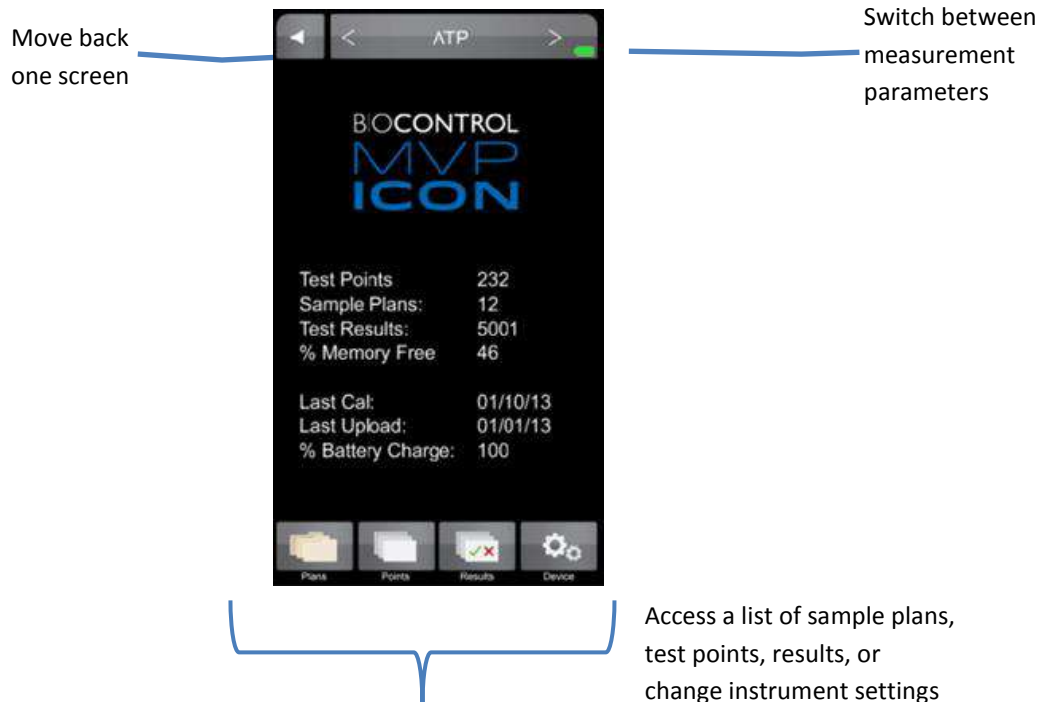 Move back
one screen
Switch between
measurement
parameters
< ATP >
BIOCONTROL
MVP
ICON
Test Points 232
Sample Plans: 12
Test Results: 5001
% Memory Free 46
Last Cal: 01/10/13
Last Upload: 01/01/13
% Battery Charge: 100
Plans Points Results Device
Access a list of sample plans,
test points, results, or
change instrument settings